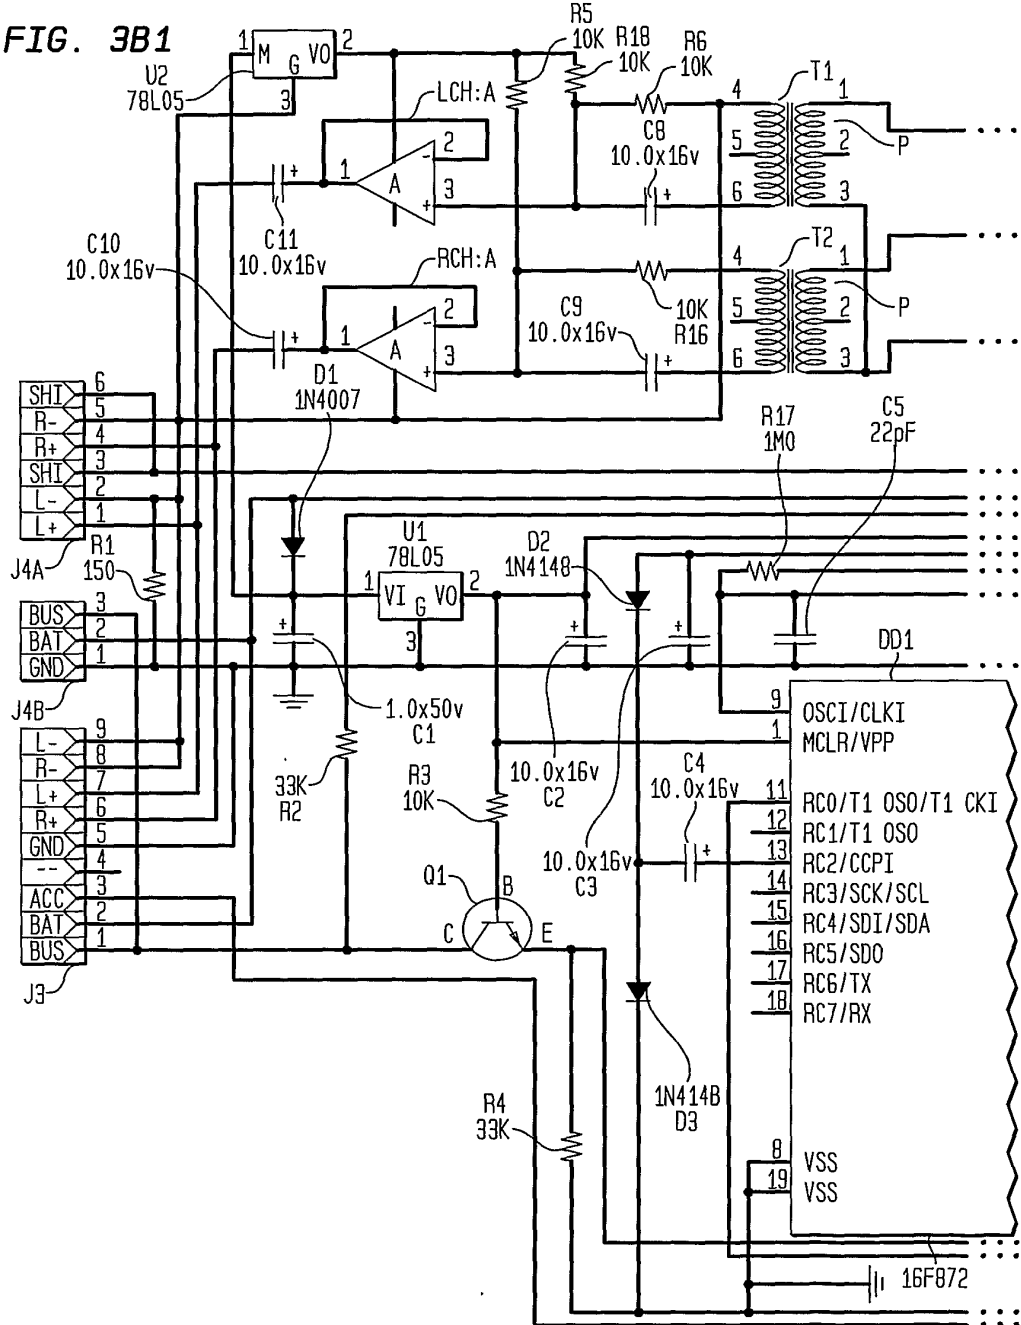 FIG. 3B1
1 M VO 2
G
3
U2
78L05
R5
10K
R18
10K
R6
10K
LCH:A
C8
10.0x16v
T1
4
5
6
1
2
3
P
1
A
2
-
3
+
C11
10.0x16v
C10
10.0x16v
RCH:A
T2
4
5
6
1
2
3
P
10K
R16
C9
10.0x16v
1
A
2
-
3
+
D1
1N4007
SHI 6
R- 5
R+ 4
SHI 3
L- 2
L+ 1
J4A
R1
150
R17
1M0
C5
22pF
U1
78L05
1 VI VO 2
G
3
D2
1N4148
BUS 3
BAT 2
GND 1
J4B
1.0x50v
C1
DD1
L- 9
R- 8
L+ 7
R+ 6
GND 5
-- 4
ACC 3
BAT 2
BUS 1
J3
33K
R2
R3
10K
10.0x16v
C2
10.0x16v
C3
C4
10.0x16v
Q1
B
C
E
9 OSCI/CLKI
1 MCLR/VPP
11 RC0/T1 OSO/T1 CKI
12 RC1/T1 OSO
13 RC2/CCPI
14 RC3/SCK/SCL
15 RC4/SDI/SDA
16 RC5/SDO
17 RC6/TX
18 RC7/RX
1N414B
D3
R4
33K
8 VSS
19 VSS
16F872